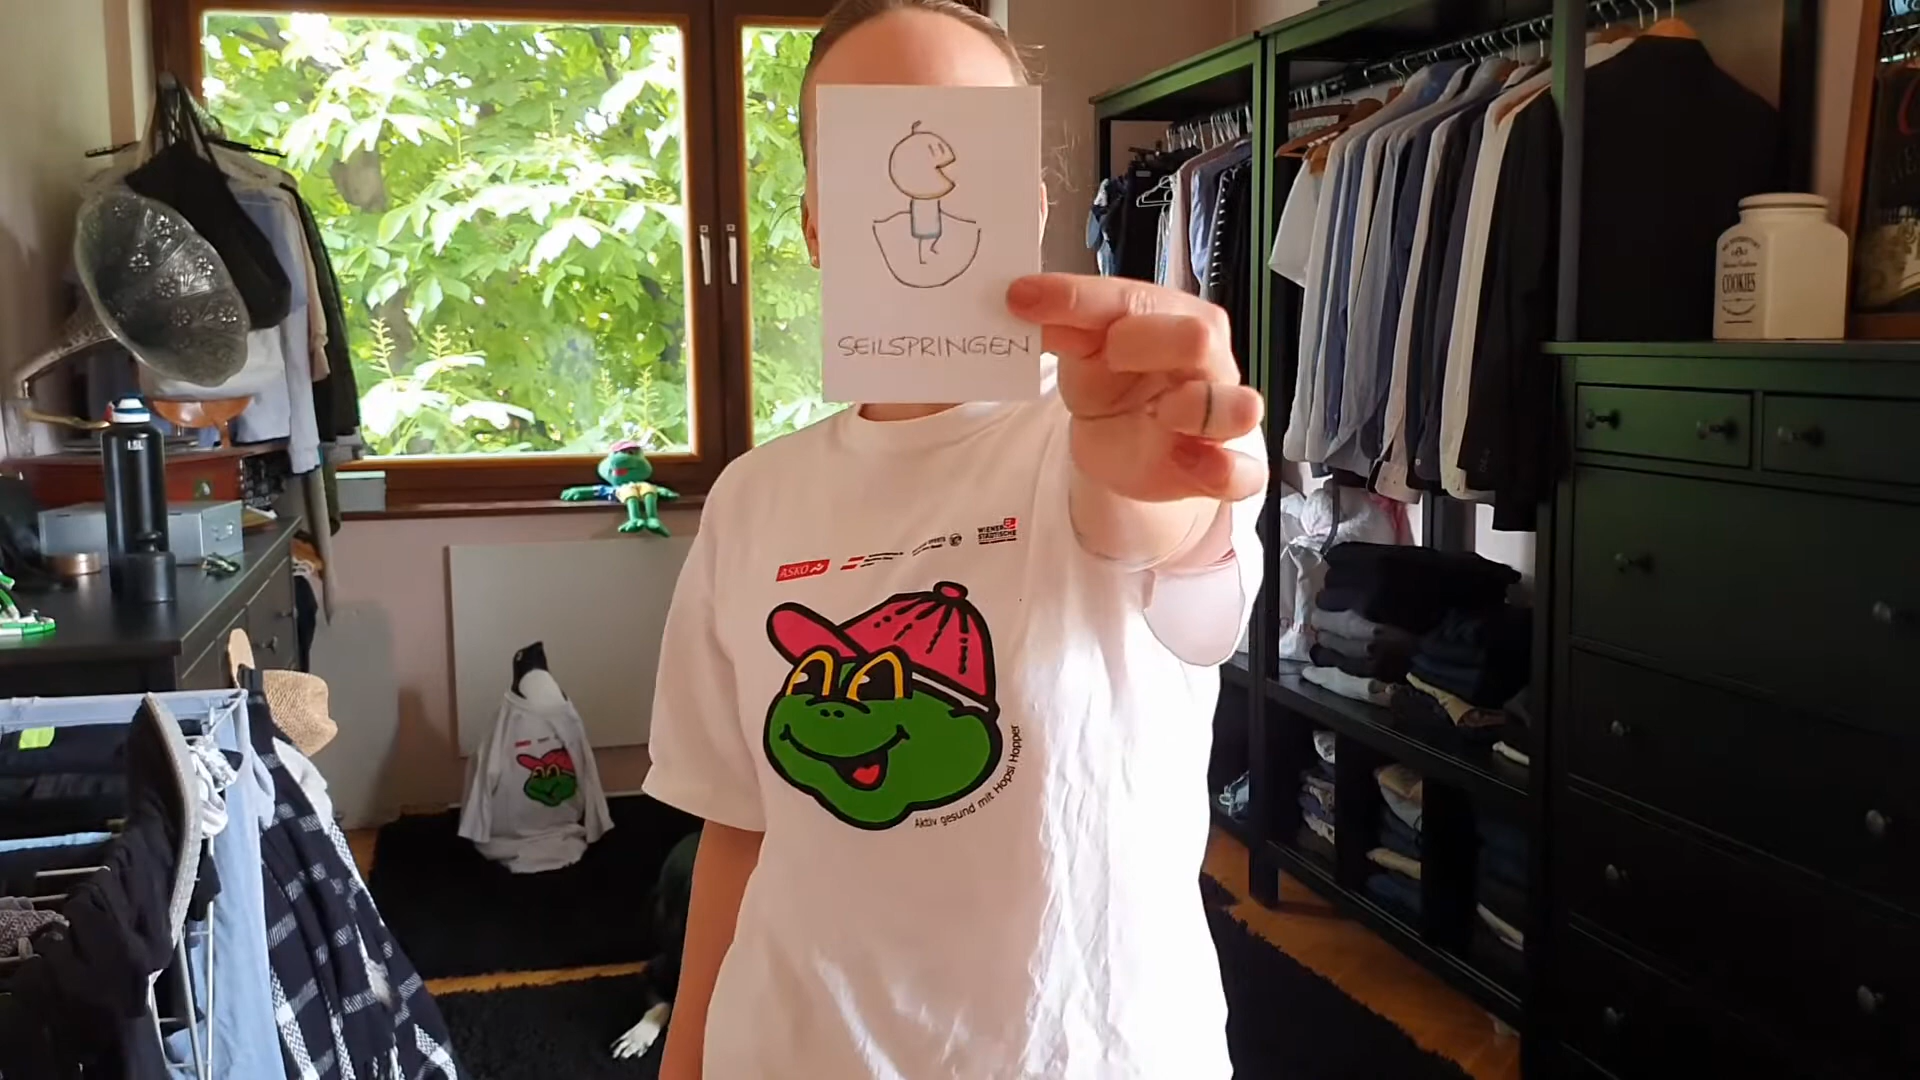 SEILSPRINGEN
ASKÖ
WIENER
STÄDTISCHE
Aktiv gesund mit Hopsi Hopper
COOKIES